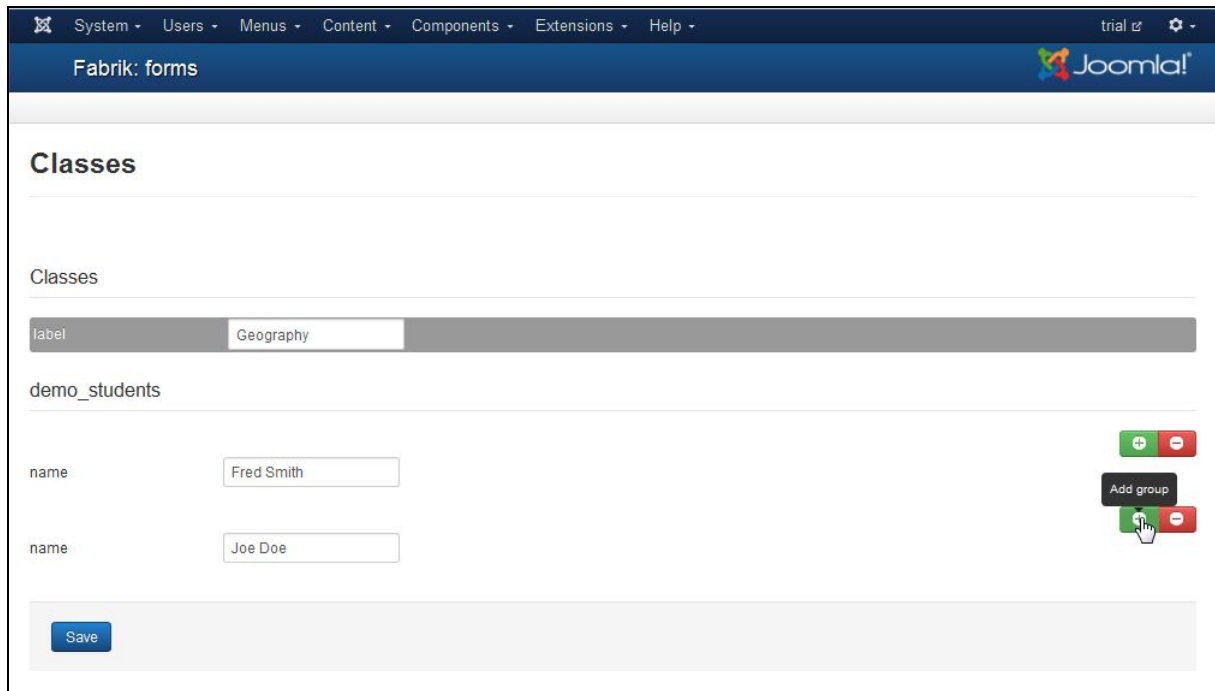 System Users Menus Content Components Extensions Help trial
Fabrik: forms Joomla!
Classes
Classes
label Geography
demo_students
name Fred Smith
Add group
name Joe Doe
Save